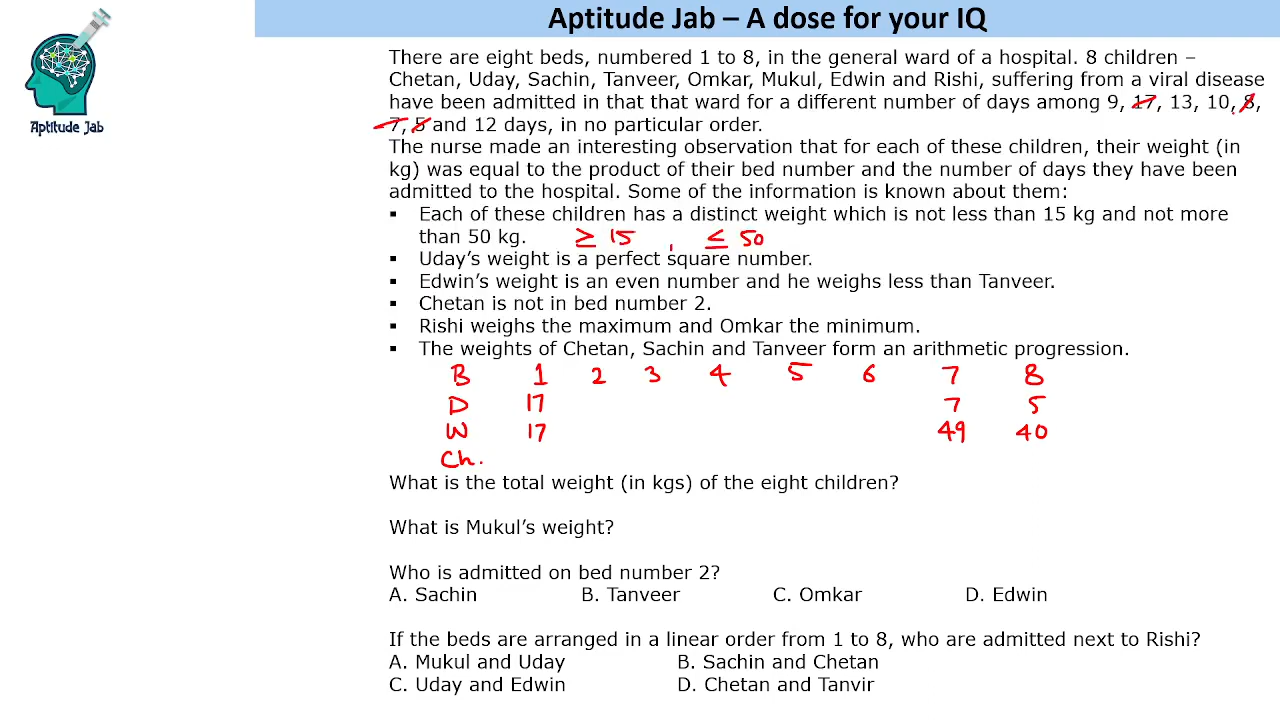 Aptitude Jab – A dose for your IQ
Aptitude Jab
There are eight beds, numbered 1 to 8, in the general ward of a hospital. 8 children –
Chetan, Uday, Sachin, Tanveer, Omkar, Mukul, Edwin and Rishi, suffering from a viral disease
have been admitted in that that ward for a different number of days among 9, 17, 13, 10, 8,
7, 5 and 12 days, in no particular order.
The nurse made an interesting observation that for each of these children, their weight (in
kg) was equal to the product of their bed number and the number of days they have been
admitted to the hospital. Some of the information is known about them:
▪ Each of these children has a distinct weight which is not less than 15 kg and not more
than 50 kg. ≥ 15 , ≤ 50
▪ Uday's weight is a perfect square number.
▪ Edwin's weight is an even number and he weighs less than Tanveer.
▪ Chetan is not in bed number 2.
▪ Rishi weighs the maximum and Omkar the minimum.
▪ The weights of Chetan, Sachin and Tanveer form an arithmetic progression.
B 1 2 3 4 5 6 7 8
D 17 7 5
W 17 49 40
Ch.
What is the total weight (in kgs) of the eight children?
What is Mukul's weight?
Who is admitted on bed number 2?
A. Sachin B. Tanveer C. Omkar D. Edwin
If the beds are arranged in a linear order from 1 to 8, who are admitted next to Rishi?
A. Mukul and Uday B. Sachin and Chetan
C. Uday and Edwin D. Chetan and Tanvir